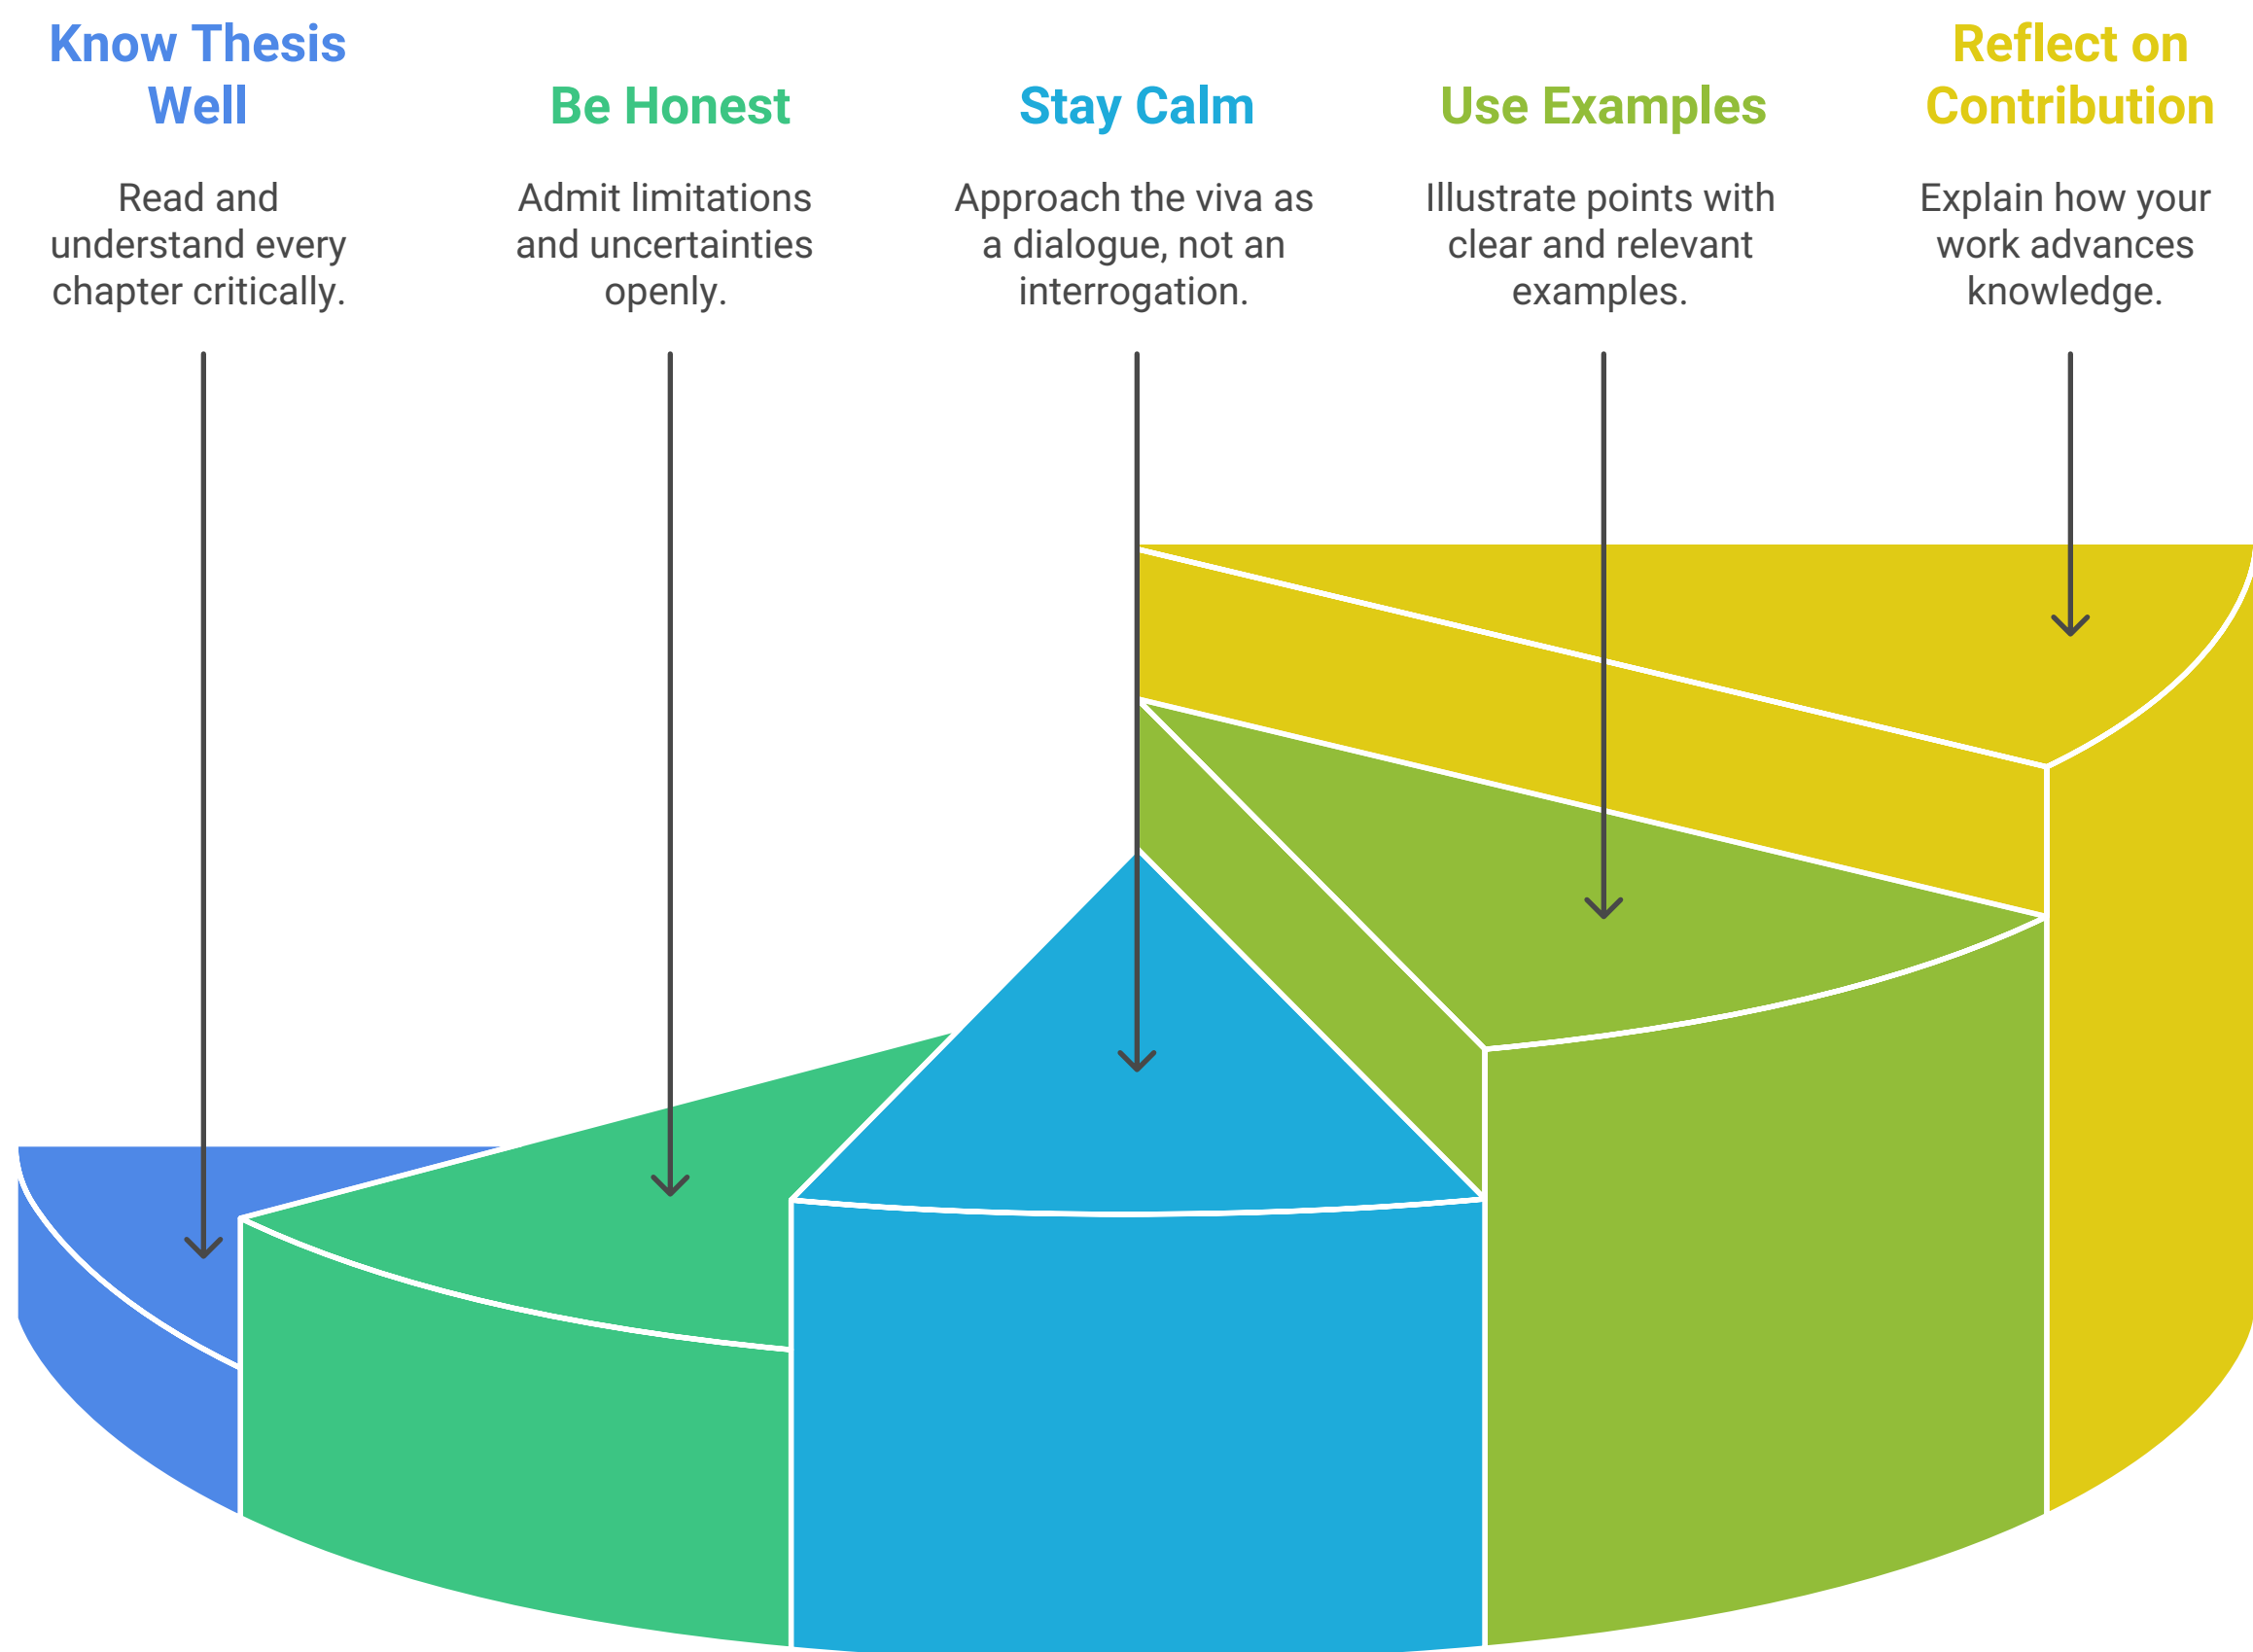 Know Thesis
Well
Read and
understand every
chapter critically.
Be Honest
Admit limitations
and uncertainties
openly.
Stay Calm
Approach the viva as
a dialogue, not an
interrogation.
Use Examples
Illustrate points with
clear and relevant
examples.
Reflect on
Contribution
Explain how your
work advances
knowledge.